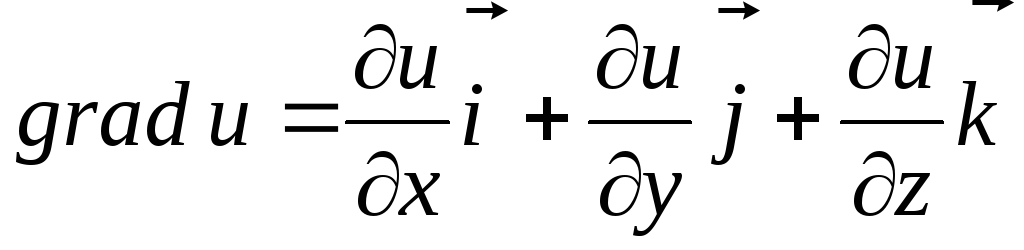 grad u = ∂u/∂x i⃗ + ∂u/∂y j⃗ + ∂u/∂z k⃗